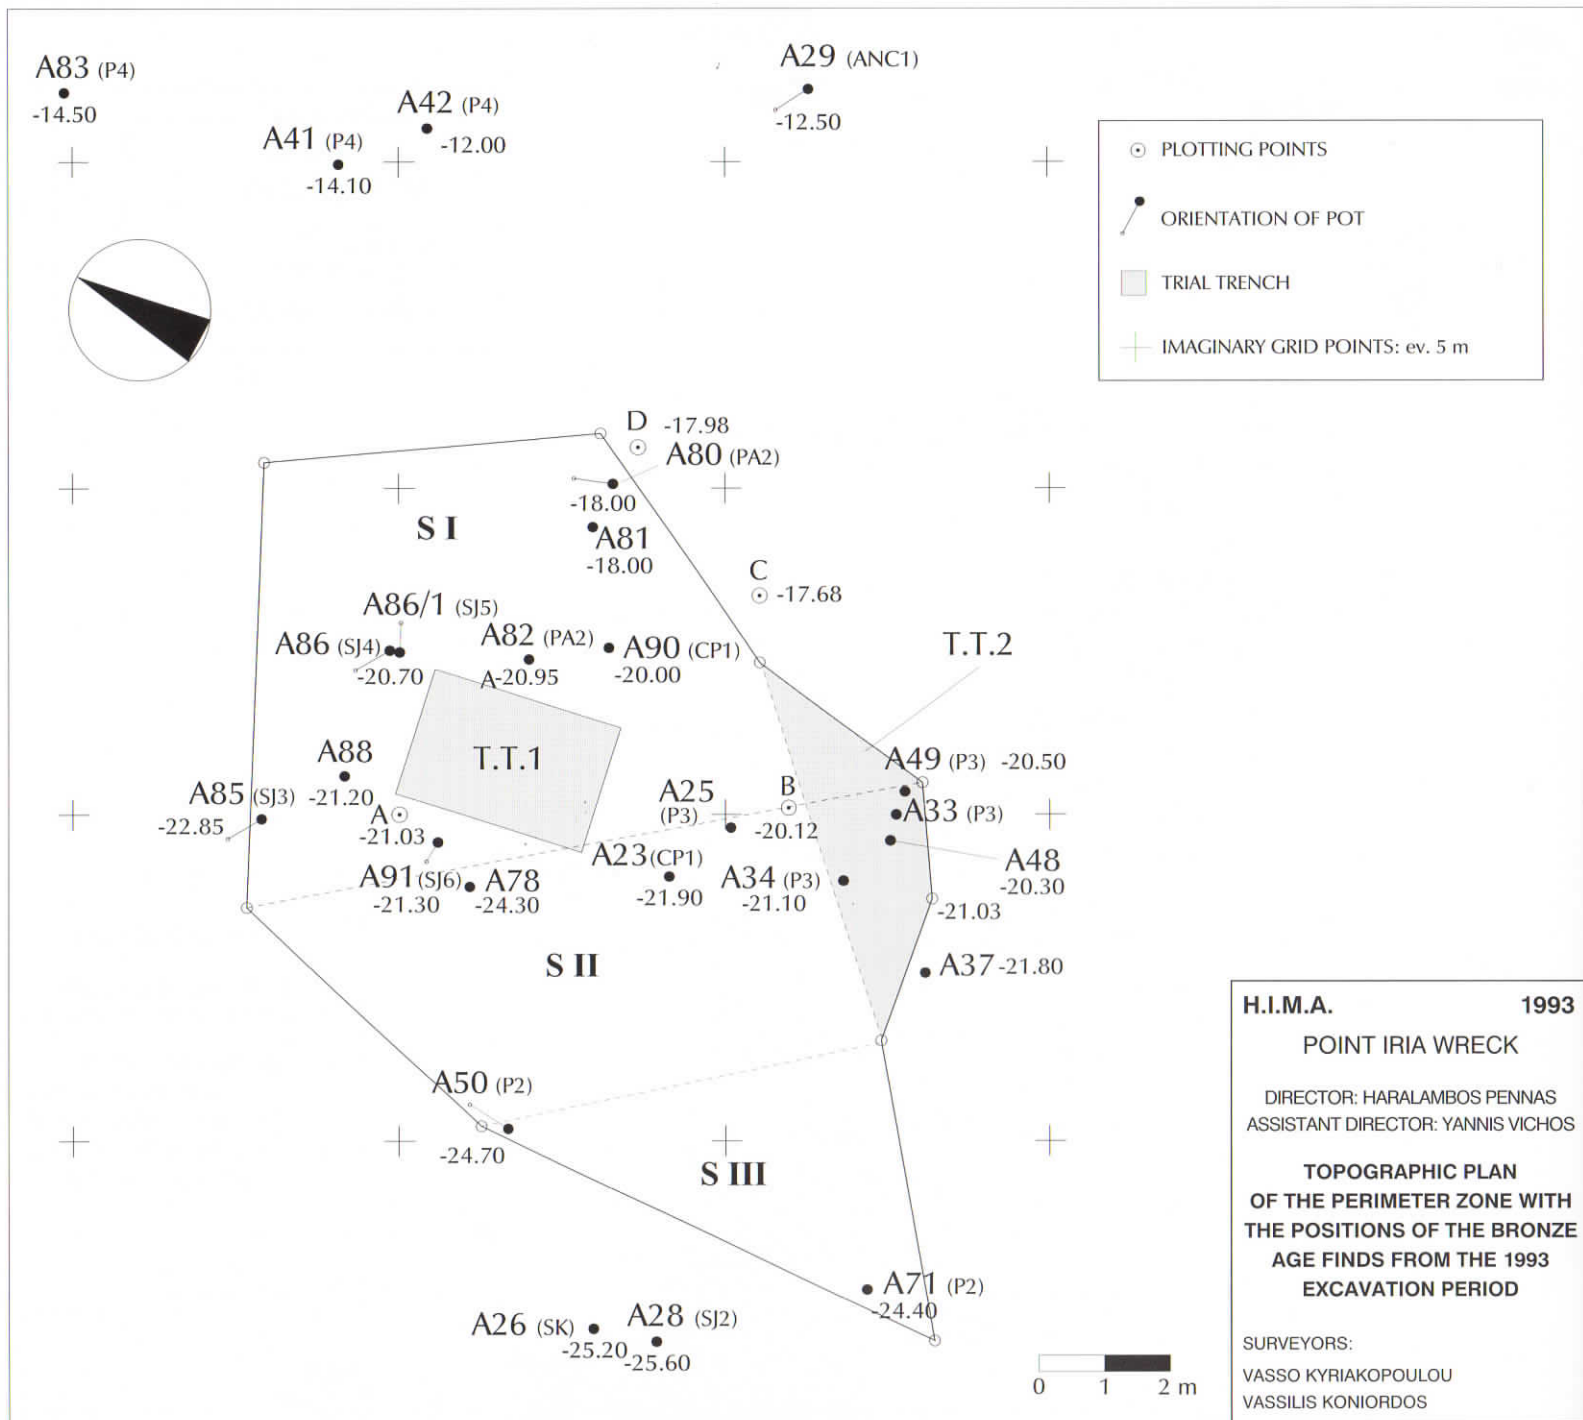 A83 (P4)
-14.50
A42 (P4)
-12.00
A41 (P4)
-14.10
A29 (ANC1)
-12.50
PLOTTING POINTS
ORIENTATION OF POT
TRIAL TRENCH
IMAGINARY GRID POINTS: ev. 5 m
D -17.98
A80 (PA2)
-18.00
S I
A81
-18.00
C
-17.68
A86/1 (SJ5)
A86 (SJ4)
-20.70
A82 (PA2)
A-20.95
A90 (CP1)
-20.00
T.T.2
T.T.1
A88
-21.20
A85 (SJ3)
-22.85
A
-21.03
A25
(P3)
B
-20.12
A49 (P3) -20.50
A33 (P3)
A48
-20.30
A91 (SJ6)
-21.30
A78
-24.30
A23 (CP1)
-21.90
A34 (P3)
-21.10
-21.03
A37 -21.80
S II
A50 (P2)
-24.70
S III
A71 (P2)
-24.40
A26 (SK)
-25.20
A28 (SJ2)
-25.60
0 1 2 m
H.I.M.A. 1993
POINT IRIA WRECK
DIRECTOR: HARALAMBOS PENNAS
ASSISTANT DIRECTOR: YANNIS VICHOS
TOPOGRAPHIC PLAN
OF THE PERIMETER ZONE WITH
THE POSITIONS OF THE BRONZE
AGE FINDS FROM THE 1993
EXCAVATION PERIOD
SURVEYORS:
VASSO KYRIAKOPOULOU
VASSILIS KONIORDOS